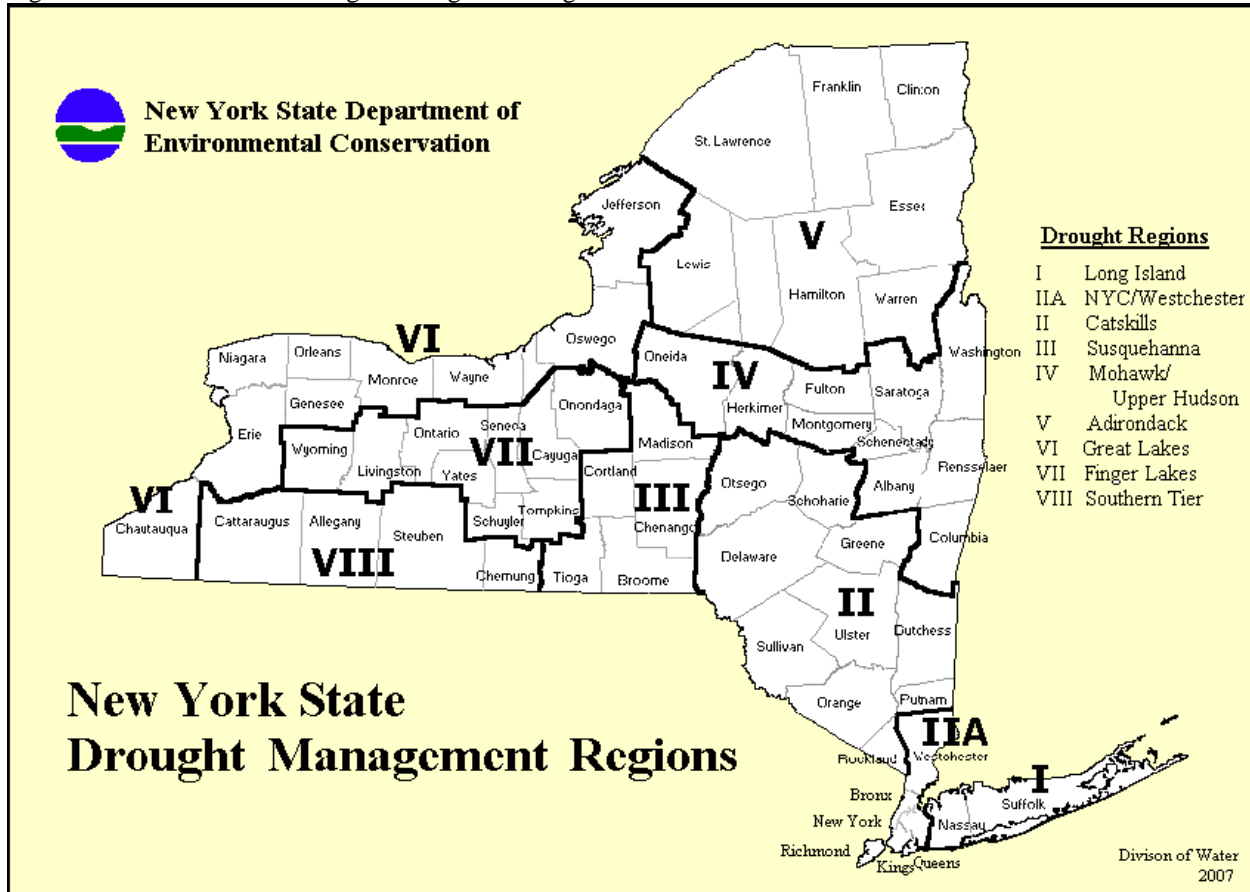 New York State Department of
Environmental Conservation
Franklin
Clinton
St. Lawrence
Jefferson
Essex
V
Lewis
Hamilton
Warren
Drought Regions
I Long Island
IIA NYC/Westchester
II Catskills
III Susquehanna
IV Mohawk/
Upper Hudson
V Adirondack
VI Great Lakes
VII Finger Lakes
VIII Southern Tier
VI
Niagara
Orleans
Monroe
Wayne
Oswego
Oneida
IV
Washington
Genesee
Fulton
Saratoga
Herkimer
Onondaga
Montgomery
Erie
Ontario
Seneca
Schenectady
Wyoming
VII
Madison
Livingston
Yates
Cayuga
Cortland
Rensselaer
Otsego
Albany
III
Schoharie
VI
Chautauqua
Cattaraugus
Allegany
Steuben
Schuyler
Tompkins
Chenango
Greene
Columbia
Delaware
VIII
Chemung
Tioga
Broome
II
Ulster
Dutchess
Sullivan
Orange
Putnam
IIA
Rockland
Westchester
I
Bronx
Suffolk
New York
Nassau
Richmond
Kings
Queens
New York State
Drought Management Regions
Divison of Water
2007